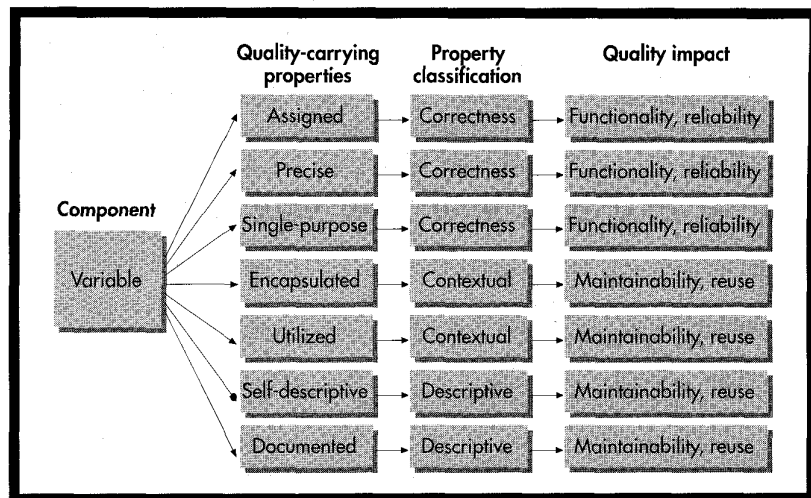 Quality-carrying properties
Property classification
Quality impact
Assigned
Correctness
Functionality, reliability
Precise
Correctness
Functionality, reliability
Component
Single-purpose
Correctness
Functionality, reliability
Variable
Encapsulated
Contextual
Maintainability, reuse
Utilized
Contextual
Maintainability, reuse
Self-descriptive
Descriptive
Maintainability, reuse
Documented
Descriptive
Maintainability, reuse